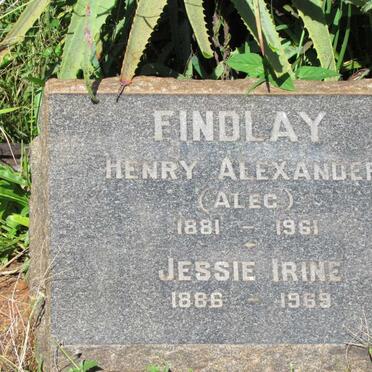 FINDLAY
HENRY ALEXANDER
(ALEC)
1881 - 1961
-
JESSIE IRINE
1886 - 1969